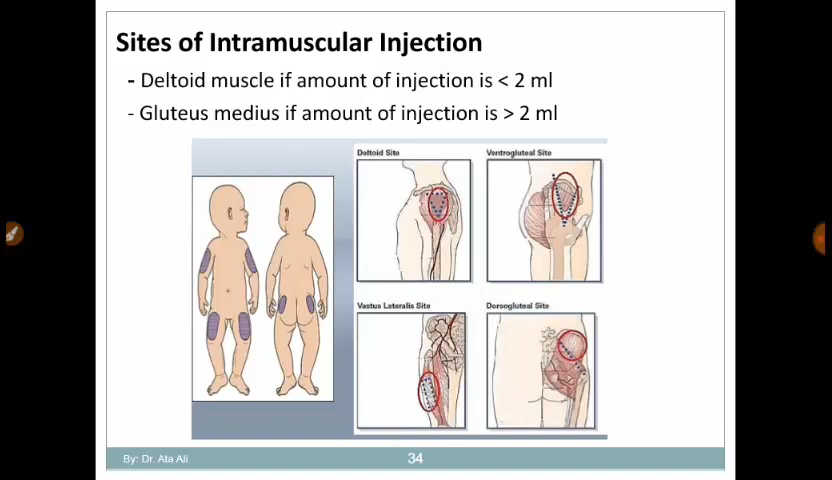 Sites of Intramuscular Injection
- Deltoid muscle if amount of injection is < 2 ml
- Gluteus medius if amount of injection is > 2 ml
Deltoid Site
Ventrogluteal Site
Vastus Lateralis Site
Dorsogluteal Site
By: Dr. Ata Ali
34